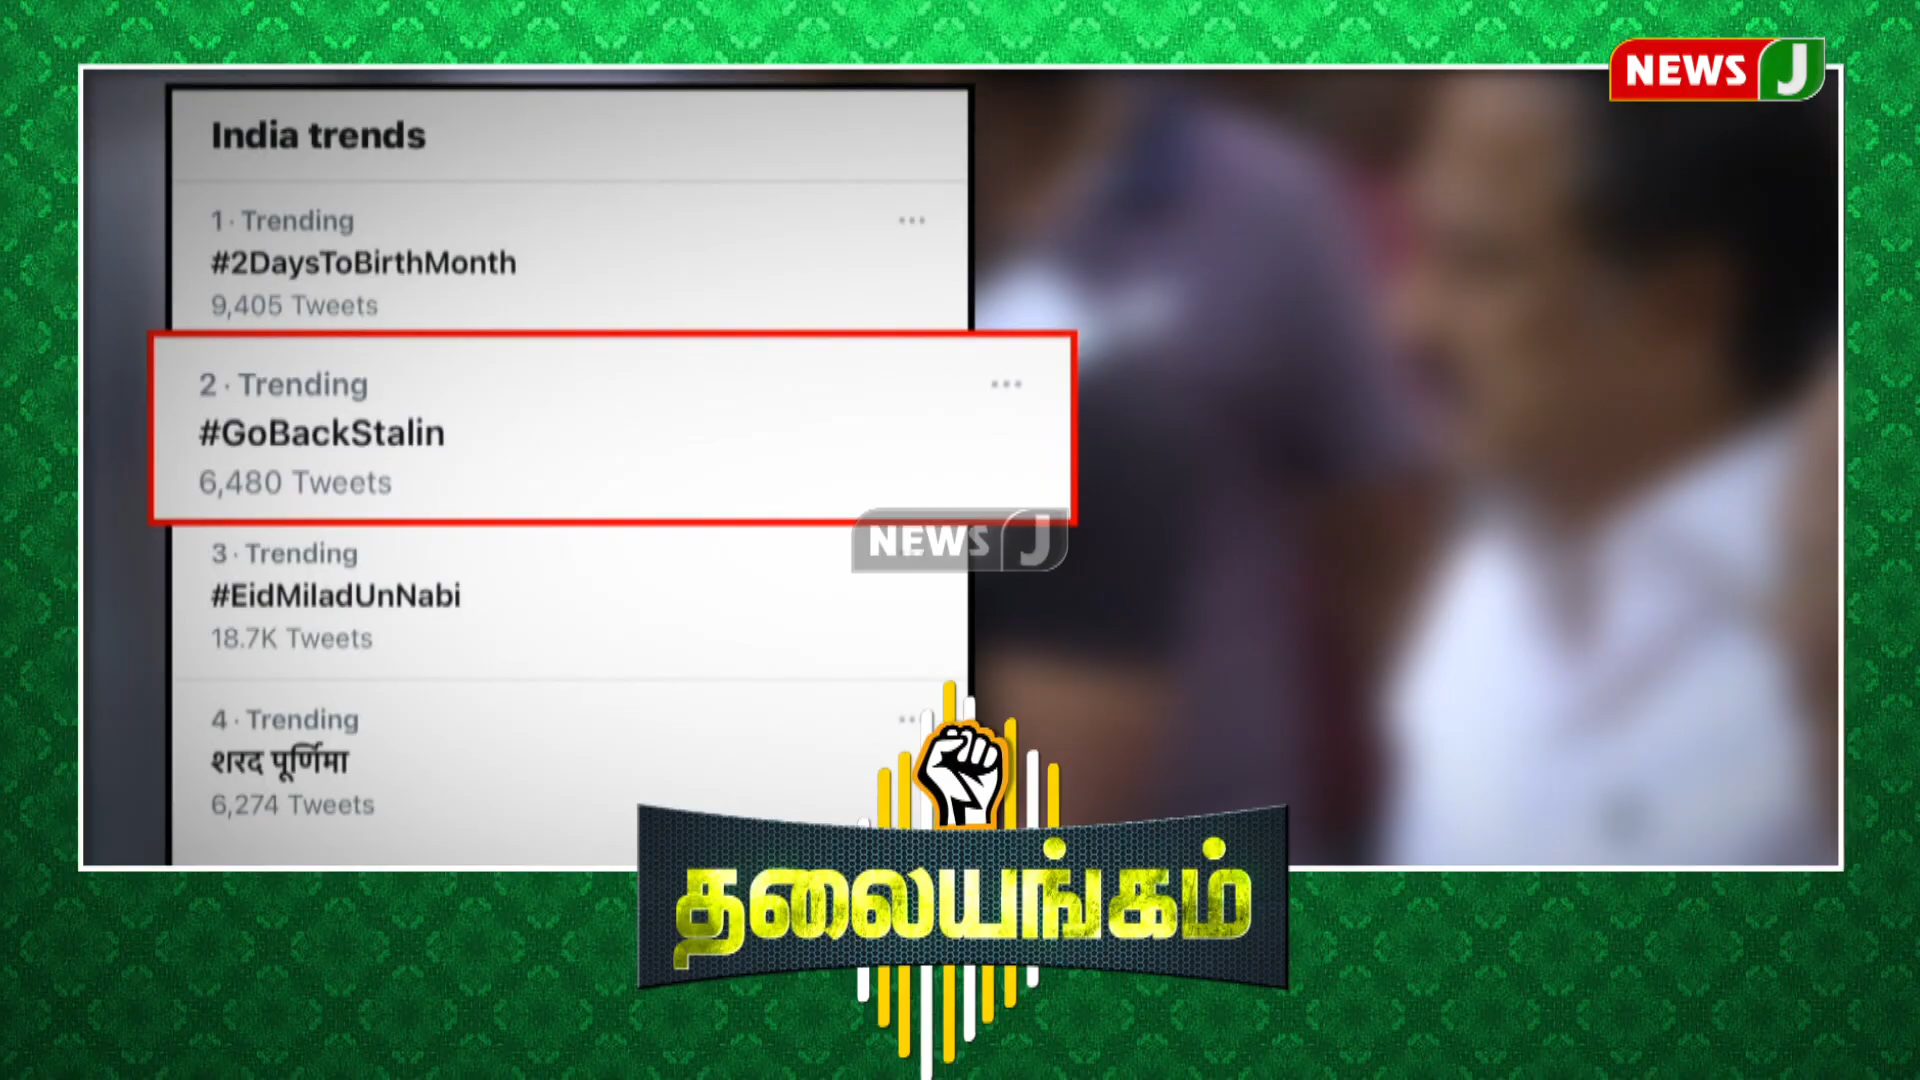 NEWS J
India trends
1 · Trending
#2DaysToBirthMonth
9,405 Tweets
2 · Trending
#GoBackStalin
6,480 Tweets
NEWS J
3 · Trending
#EidMiladUnNabi
18.7K Tweets
4 · Trending
शरद पूर्णिमा
6,274 Tweets
தலையங்கம்